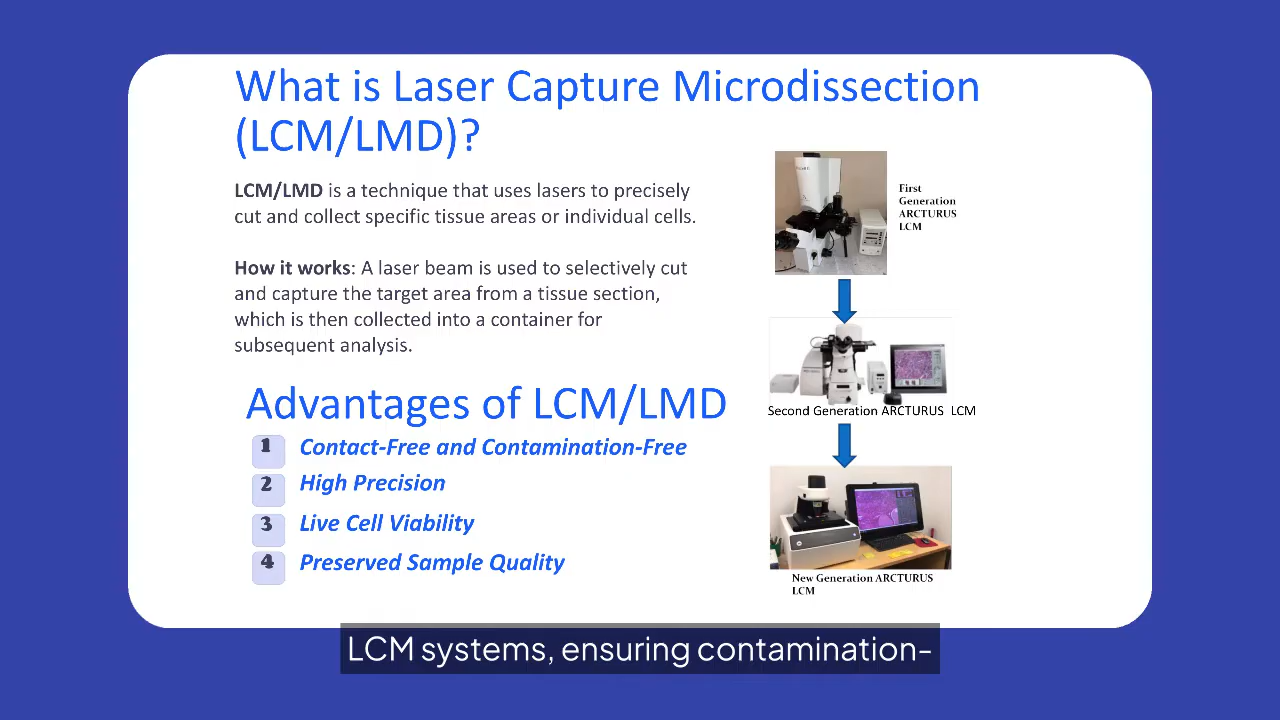 What is Laser Capture Microdissection
(LCM/LMD)?
LCM/LMD is a technique that uses lasers to precisely
cut and collect specific tissue areas or individual cells.
How it works: A laser beam is used to selectively cut
and capture the target area from a tissue section,
which is then collected into a container for
subsequent analysis.
Advantages of LCM/LMD
1 Contact-Free and Contamination-Free
2 High Precision
3 Live Cell Viability
4 Preserved Sample Quality
First
Generation
ARCTURUS
LCM
Second Generation ARCTURUS LCM
New Generation ARCTURUS
LCM
LCM systems, ensuring contamination-